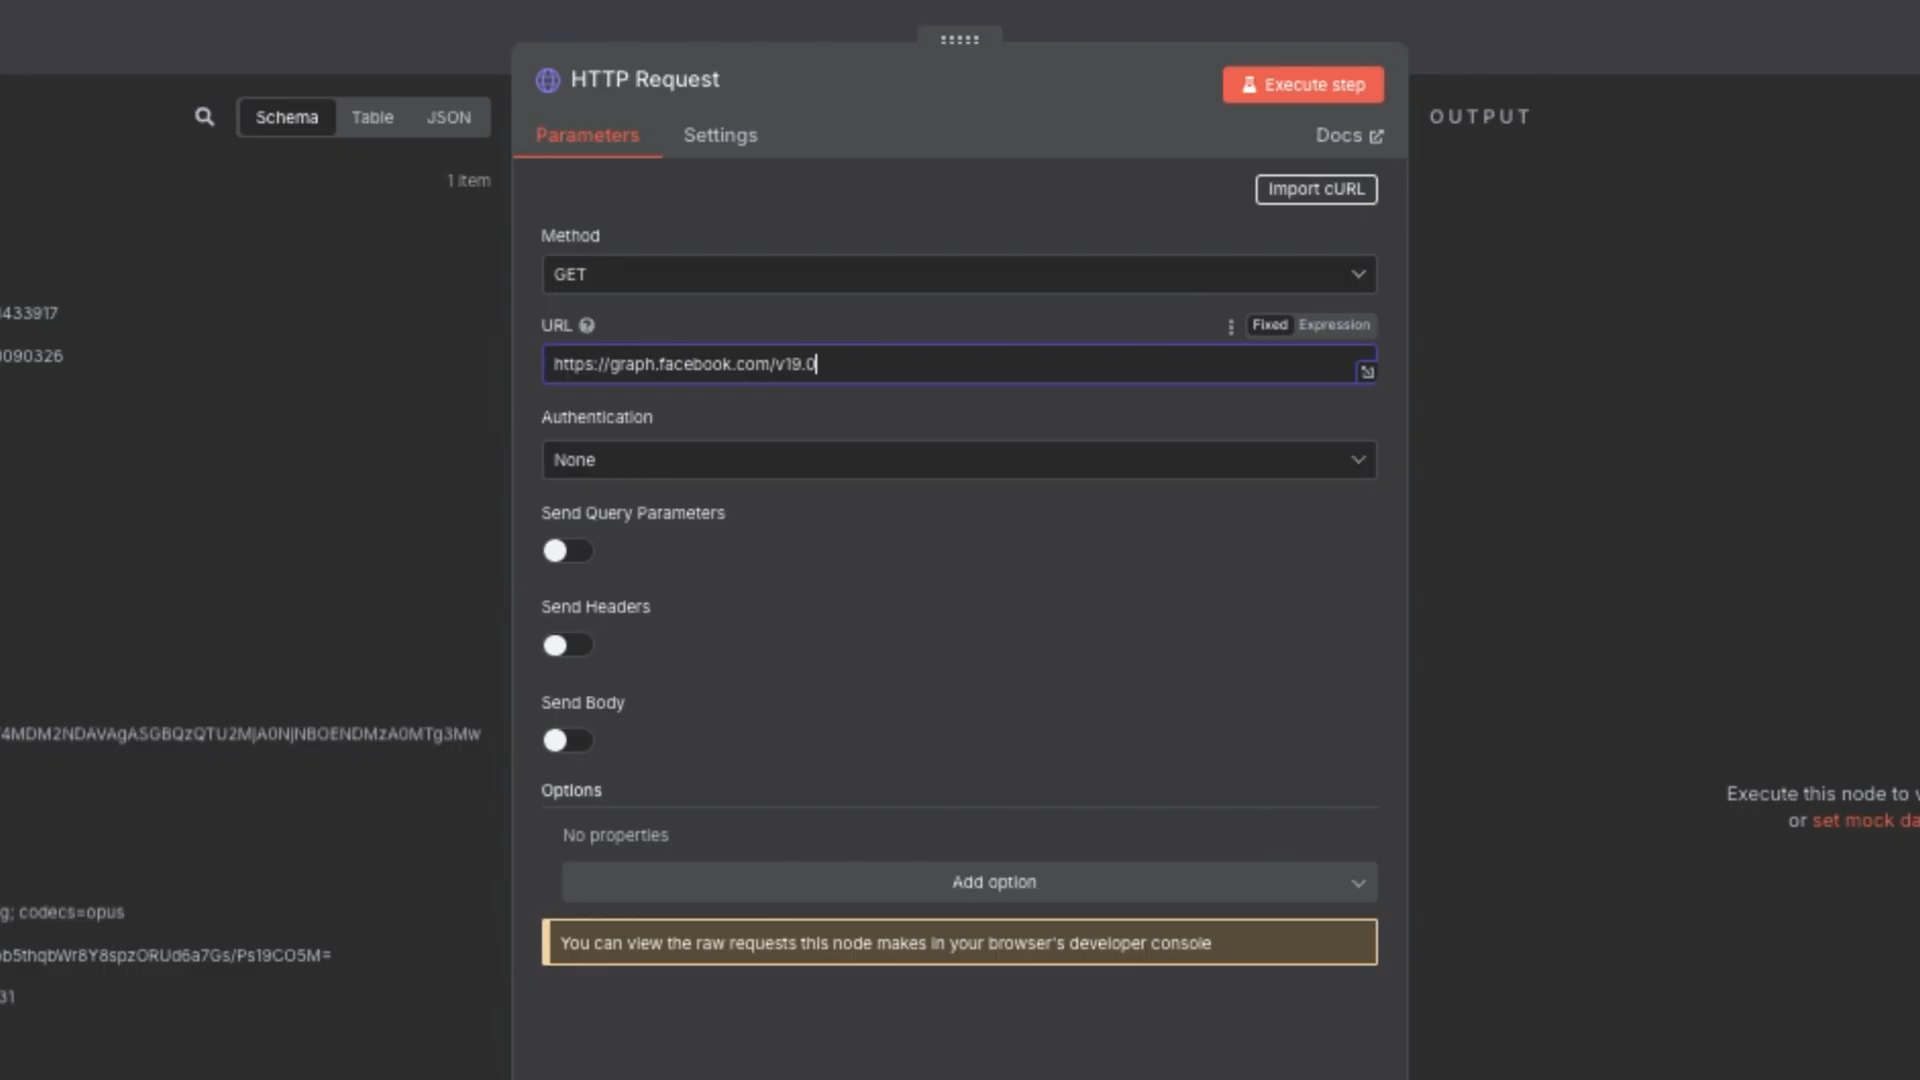 HTTP Request
Execute step
Schema
Table
JSON
Parameters
Settings
Docs
OUTPUT
1 item
Import cURL
Method
GET
433917
URL
Fixed
Expression
090326
https://graph.facebook.com/v19.0
Authentication
None
Send Query Parameters
Send Headers
Send Body
4MDM2NDAVAgASGBQzQTU2MjA0NjNBOENDMzA0MTg3Mw
Options
Execute this node to
or set mock da
No properties
Add option
g; codecs=opus
You can view the raw requests this node makes in your browser's developer console
b5thqbWr8Y8spzORUd6a7Gs/Ps19CO5M=
31